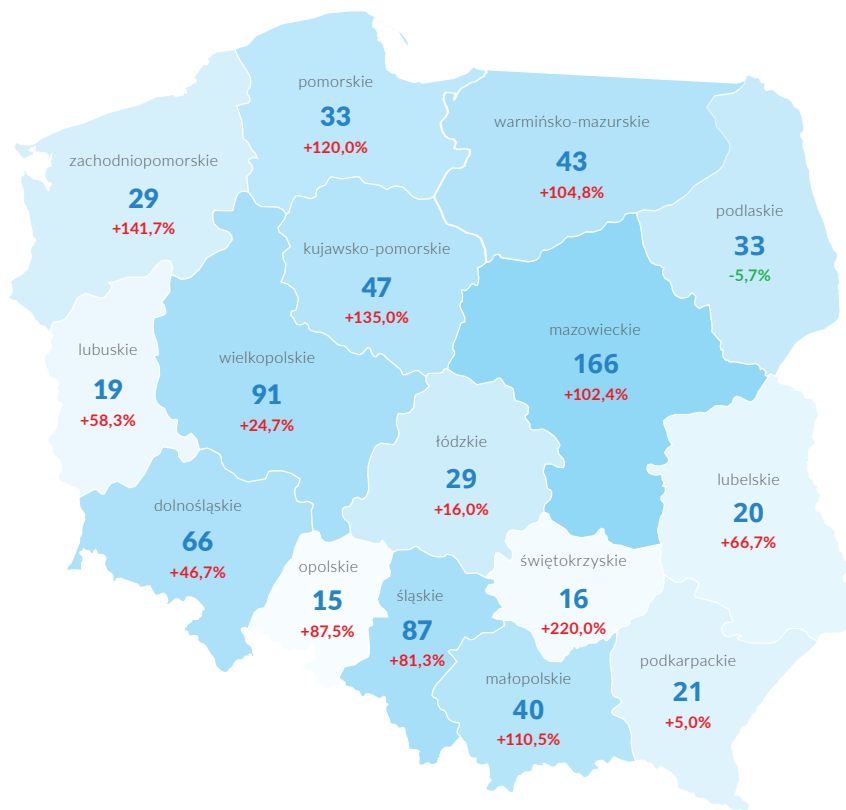 pomorskie
33
+120,0%
warmińsko-mazurskie
43
+104,8%
zachodniopomorskie
29
+141,7%
podlaskie
33
-5,7%
kujawsko-pomorskie
47
+135,0%
mazowieckie
166
+102,4%
lubuskie
19
+58,3%
wielkopolskie
91
+24,7%
łódzkie
29
+16,0%
lubelskie
20
+66,7%
dolnośląskie
66
+46,7%
opolskie
15
+87,5%
śląskie
87
+81,3%
świętokrzyskie
16
+220,0%
małopolskie
40
+110,5%
podkarpackie
21
+5,0%